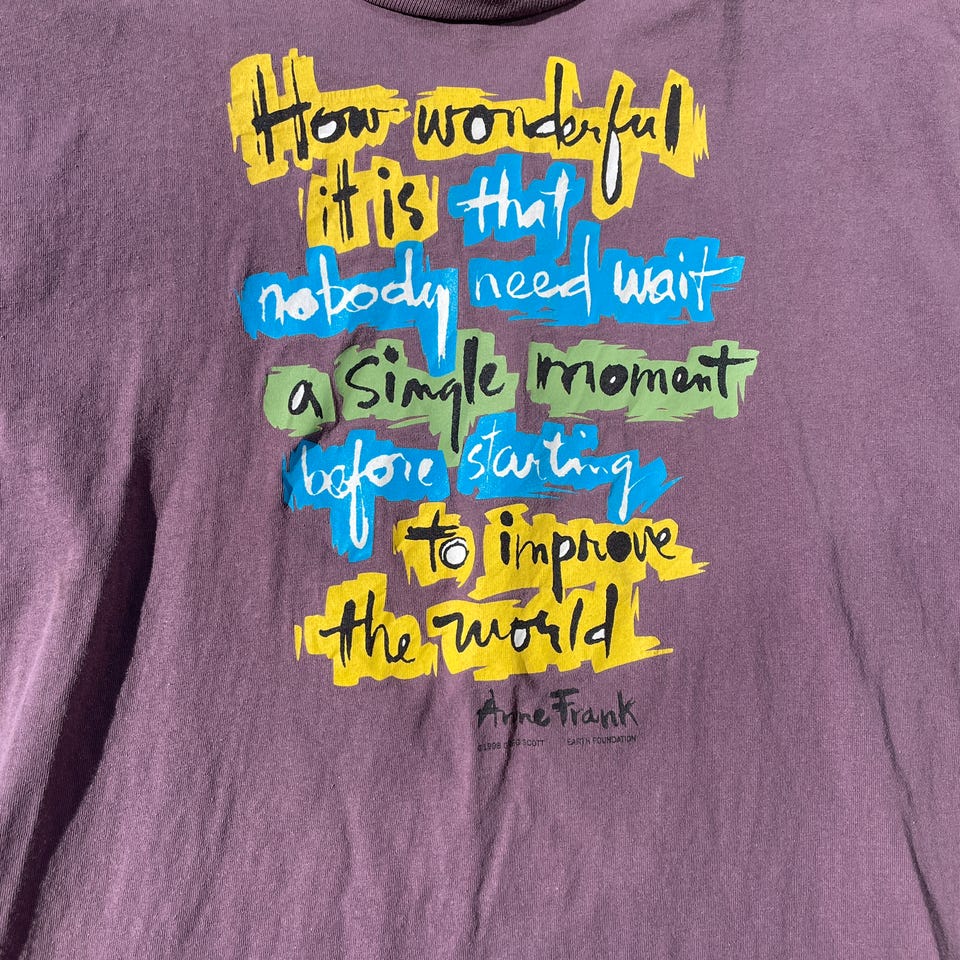 How wonderful
it is that
nobody need wait
a single moment
before starting
to improve
the world
Anne Frank
SCOTT EARTH FOUNDATION